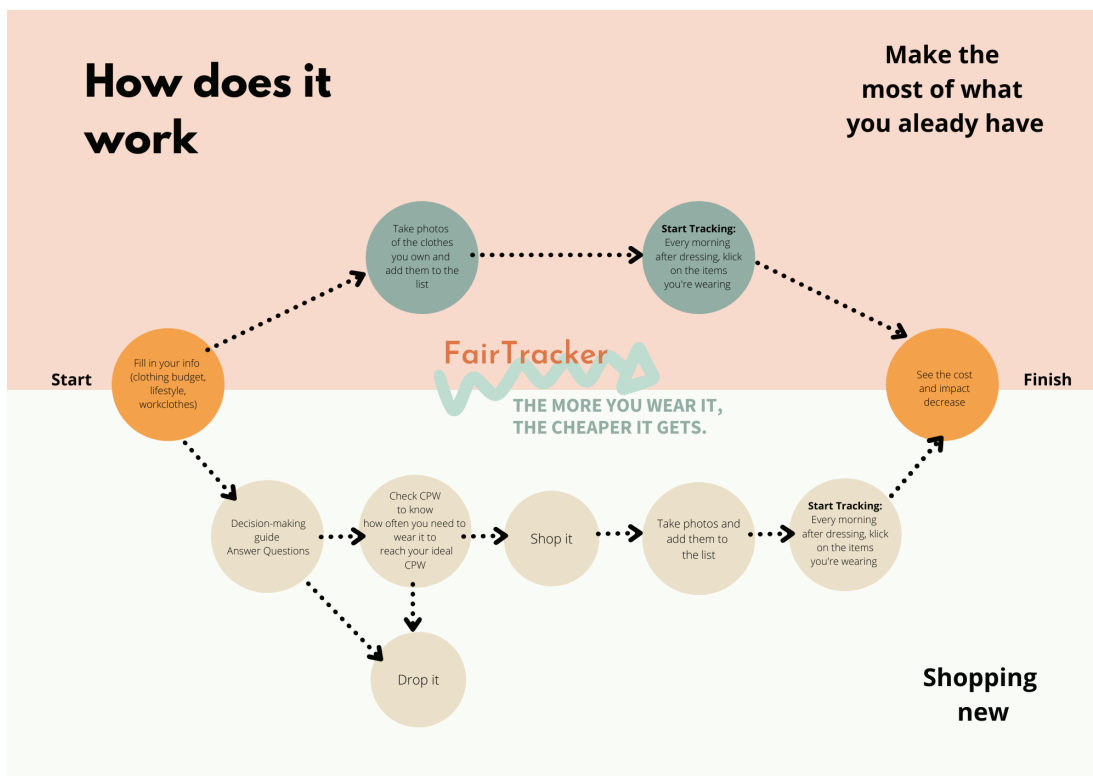 How does it
work
Make the
most of what
you aleady have
Take photos
of the clothes
you own and
add them to the
list
Start Tracking:
Every morning
after dressing, klick
on the items
you're wearing
Start
Fill in your info
(clothing budget,
lifestyle,
workclothes)
FairTracker
THE MORE YOU WEAR IT,
THE CHEAPER IT GETS.
See the cost
and impact
decrease
Finish
Decision-making
guide
Answer Questions
Check CPW
to know
how often you need to
wear it to
reach your ideal
CPW
Shop it
Take photos and
add them to
the list
Start Tracking:
Every morning
after dressing, klick
on the items
you're wearing
Drop it
Shopping
new